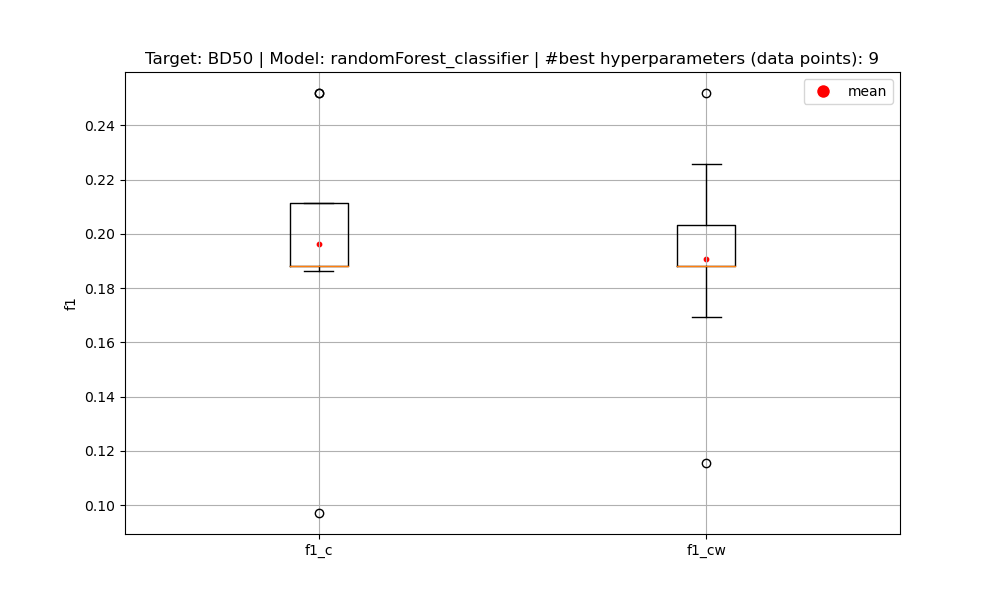 Target: BD50 | Model: randomForest_classifier | #best hyperparameters (data points): 9
mean
0.24
0.22
0.20
0.18
0.16
0.14
0.12
0.10
f1
f1_c
f1_cw